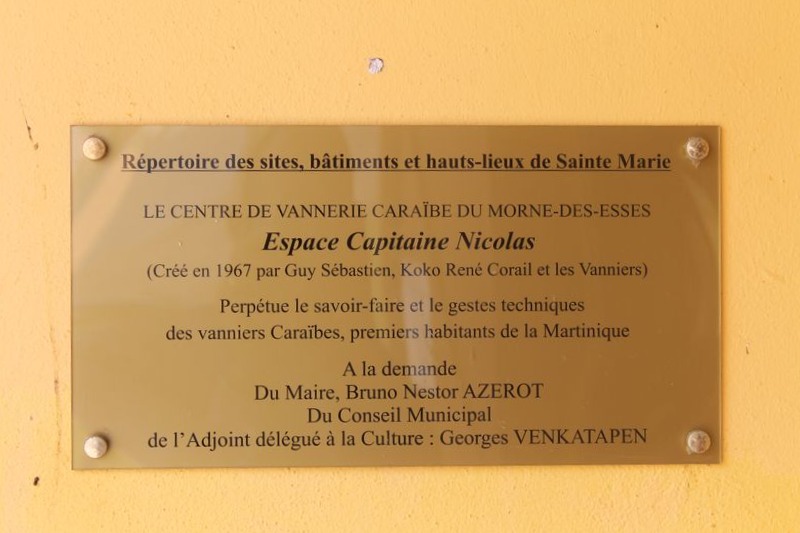 Répertoire des sites, bâtiments et hauts-lieux de Sainte Marie
LE CENTRE DE VANNERIE CARAÏBE DU MORNE-DES-ESSES
Espace Capitaine Nicolas
(Créé en 1967 par Guy Sébastien, Koko René Corail et les Vanniers)
Perpétue le savoir-faire et le gestes techniques
des vanniers Caraïbes, premiers habitants de la Martinique
A la demande
Du Maire, Bruno Nestor AZEROT
Du Conseil Municipal
de l'Adjoint délégué à la Culture : Georges VENKATAPEN